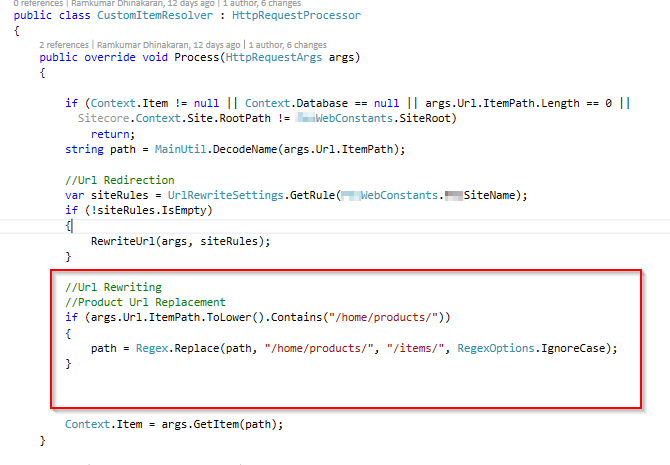 0 references | Ramkumar Dhinakaran, 12 days ago | 1 author, 6 changes
public class CustomItemResolver : HttpRequestProcessor
{
2 references | Ramkumar Dhinakaran, 12 days ago | 1 author, 6 changes
public override void Process(HttpRequestArgs args)
{
if (Context.Item != null || Context.Database == null || args.Url.ItemPath.Length == 0 ||
Sitecore.Context.Site.RootPath != WebConstants.SiteRoot)
return;
string path = MainUtil.DecodeName(args.Url.ItemPath);
//Url Redirection
var siteRules = UrlRewriteSettings.GetRule( WebConstants. SiteName);
if (!siteRules.IsEmpty)
{
RewriteUrl(args, siteRules);
}
//Url Rewriting
//Product Url Replacement
if (args.Url.ItemPath.ToLower().Contains("/home/products/"))
{
path = Regex.Replace(path, "/home/products/", "/items/", RegexOptions.IgnoreCase);
}
Context.Item = args.GetItem(path);
}